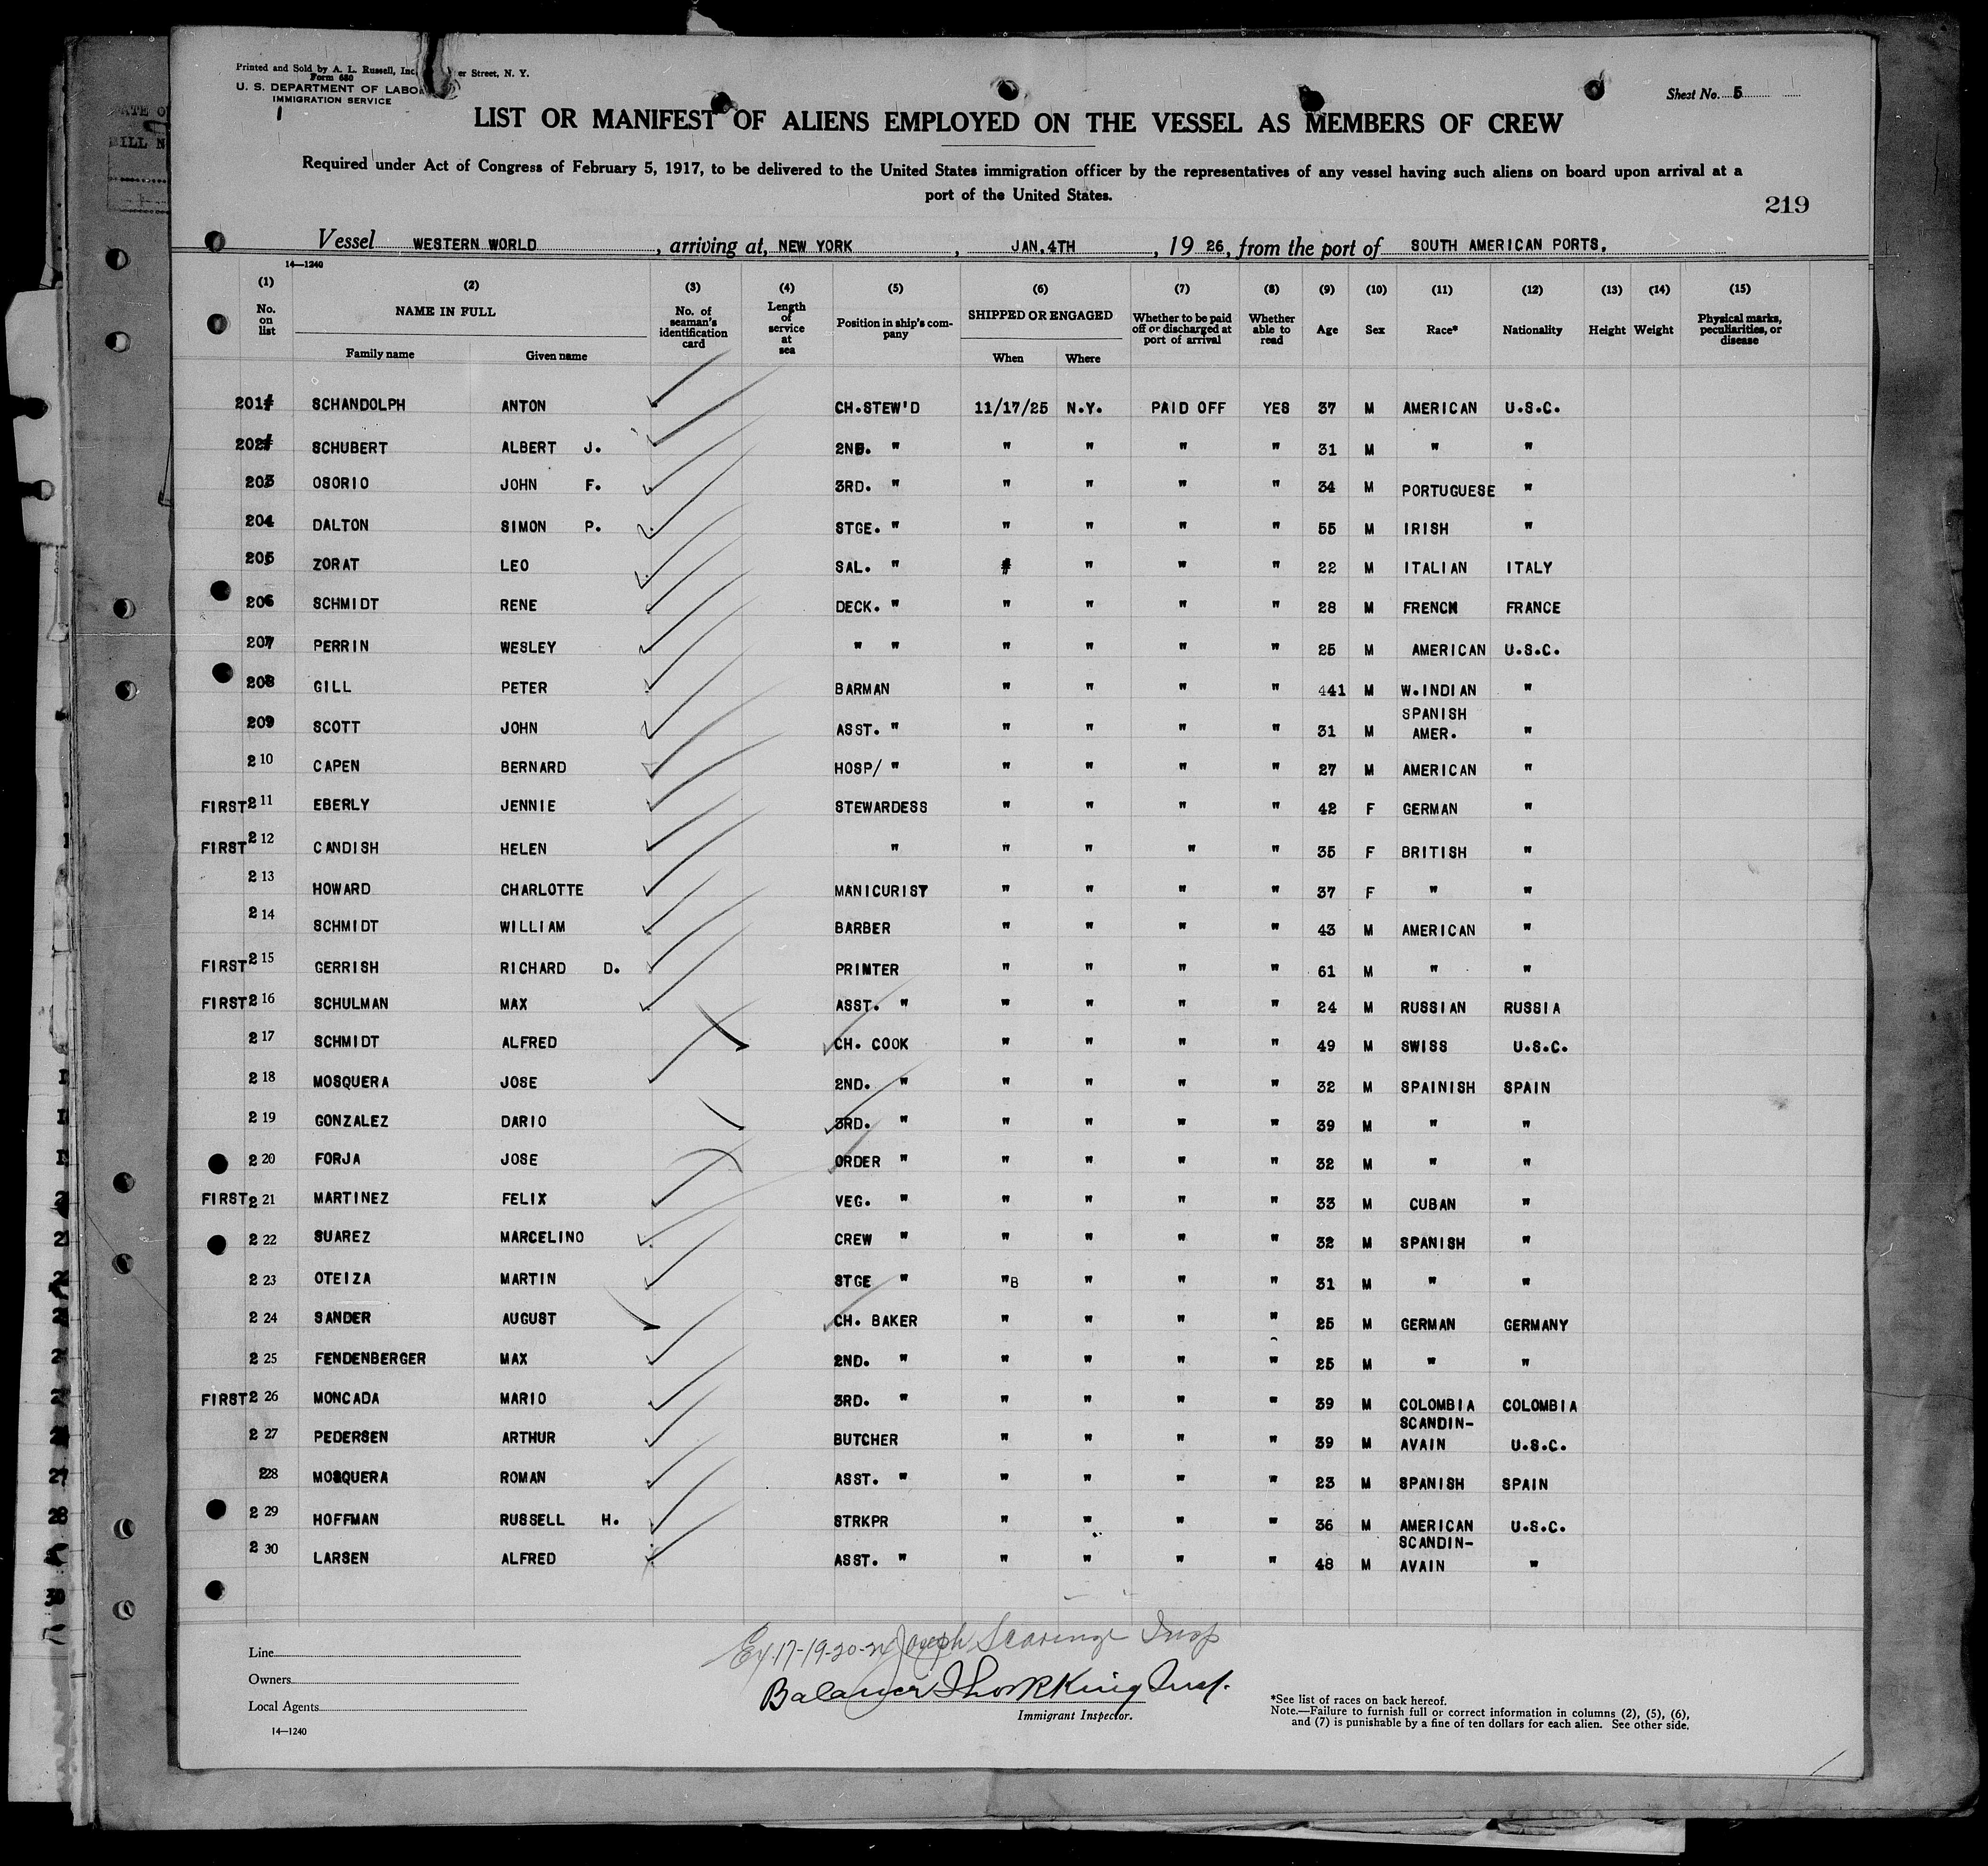 Printed and Sold by A. L. Russell, Inc. er Street, N. Y.
Form 680
U. S. DEPARTMENT OF LABOR
IMMIGRATION SERVICE
Sheet No. 5
LIST OR MANIFEST OF ALIENS EMPLOYED ON THE VESSEL AS MEMBERS OF CREW
Required under Act of Congress of February 5, 1917, to be delivered to the United States immigration officer by the representatives of any vessel having such aliens on board upon arrival at a
port of the United States.
219
Vessel WESTERN WORLD, arriving at, NEW YORK, JAN, 4TH, 19 26, from the port of SOUTH AMERICAN PORTS.
14—1240
(1) (2) (3) (4) (5) (6) (7) (8) (9) (10) (11) (12) (13) (14) (15)
No. on list NAME IN FULL Family name Given name No. of seaman's identification card Length of service at sea Position in ship's company SHIPPED OR ENGAGED When Where Whether to be paid off or discharged at port of arrival Whether able to read Age Sex Race* Nationality Height Weight Physical marks, peculiarities, or disease
201 SCHANDOLPH ANTON CH.STEW'D 11/17/25 N.Y. PAID OFF YES 37 M AMERICAN U.S.C.
202 SCHUBERT ALBERT J. 2ND. " " " " " 31 M " "
203 OSORIO JOHN F. 3RD. " " " " " 34 M PORTUGUESE "
204 DALTON SIMON P. STGE. " " " " " 55 M IRISH "
205 ZORAT LEO SAL. " " " " " 22 M ITALIAN ITALY
206 SCHMIDT RENE DECK. " " " " " 28 M FRENCH FRANCE
207 PERRIN WESLEY " " " " " " 25 M AMERICAN U.S.C.
208 GILL PETER BARMAN " " " " 441 M W.INDIAN "
209 SCOTT JOHN ASST. " " " " " 31 M SPANISH AMER. "
210 CAPEN BERNARD HOSP/ " " " " " 27 M AMERICAN "
FIRST 211 EBERLY JENNIE STEWARDESS " " " " 42 F GERMAN "
FIRST 212 CANDISH HELEN " " " " " 35 F BRITISH "
213 HOWARD CHARLOTTE MANICURIST " " " " 37 F " "
214 SCHMIDT WILLIAM BARBER " " " " 43 M AMERICAN "
FIRST 215 GERRISH RICHARD D. PRINTER " " " " 61 M " "
FIRST 216 SCHULMAN MAX ASST. " " " " " 24 M RUSSIAN RUSSIA
217 SCHMIDT ALFRED CH. COOK " " " " 49 M SWISS U.S.C.
218 MOSQUERA JOSE 2ND. " " " " " 32 M SPAINISH SPAIN
219 GONZALEZ DARIO 3RD. " " " " " 39 M " "
220 FORJA JOSE ORDER " " " " " 32 M " "
FIRST 221 MARTINEZ FELIX VEG. " " " " " 33 M CUBAN "
222 SUAREZ MARCELINO CREW " " " " " 32 M SPANISH "
223 OTEIZA MARTIN STGE " "B " " " 31 M " "
224 SANDER AUGUST CH. BAKER " " " " 25 M GERMAN GERMANY
225 FENDENBERGER MAX 2ND. " " " " " 25 M " "
FIRST 226 MONCADA MARIO 3RD. " " " " " 39 M COLOMBIA COLOMBIA
227 PEDERSEN ARTHUR BUTCHER " " " " 39 M SCANDIN-AVAIN U.S.C.
228 MOSQUERA ROMAN ASST. " " " " " 23 M SPANISH SPAIN
229 HOFFMAN RUSSELL H. STRKPR " " " " 36 M AMERICAN U.S.C.
230 LARSEN ALFRED ASST. " " " " " 48 M SCANDIN-AVAIN "
Ex 17-19-20-24 Joseph Insp
Line
Owners
Local Agents
14—1240
Balance King Insp.
Immigrant Inspector.
*See list of races on back hereof.
Note.—Failure to furnish full or correct information in columns (2), (5), (6),
and (7) is punishable by a fine of ten dollars for each alien. See other side.